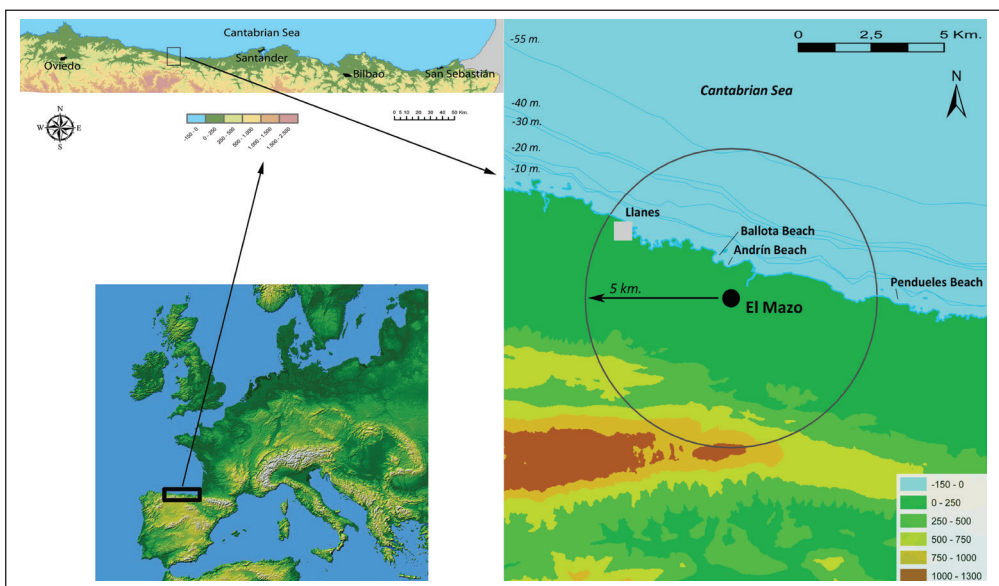 Cantabrian Sea
Oviedo
Santander
Bilbao
San Sebastián
N
W E
S
-100 - 0
0 - 200
200 - 500
500 - 1.000
1.000 - 1.500
1.500 - 2.000
0 5 10 20 30 40 50 Km.
0 2,5 5 Km.
N
-55 m.
Cantabrian Sea
-40 m.
-30 m.
-20 m.
-10 m.
Llanes
Ballota Beach
Andrín Beach
Pendueles Beach
5 km.
El Mazo
-150 - 0
0 - 250
250 - 500
500 - 750
750 - 1000
1000 - 1300